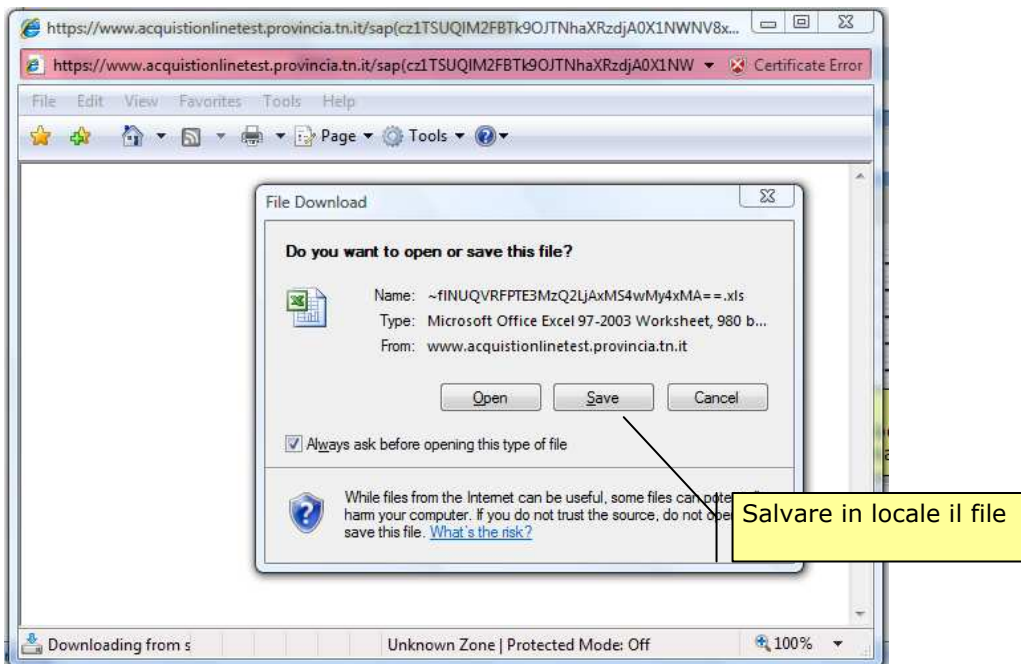 https://www.acquistionlinetest.provincia.tn.it/sap(cz1TSUQlM2FBTk9OJTNhaXRzdjA0X1NWNV8x...
https://www.acquistionlinetest.provincia.tn.it/sap(cz1TSUQlM2FBTk9OJTNhaXRzdjA0X1NW Certificate Error
File Edit View Favorites Tools Help
Page Tools
File Download
Do you want to open or save this file?
Name: ~fINUQVRFPTE3MzQ2LjAxMS4wMy4xMA==.xls
Type: Microsoft Office Excel 97-2003 Worksheet, 980 b...
From: www.acquistionlinetest.provincia.tn.it
Open Save Cancel
Always ask before opening this type of file
While files from the Internet can be useful, some files can
harm your computer. If you do not trust the source, do not
save this file. What's the risk?
Salvare in locale il file
Downloading from s Unknown Zone | Protected Mode: Off 100%